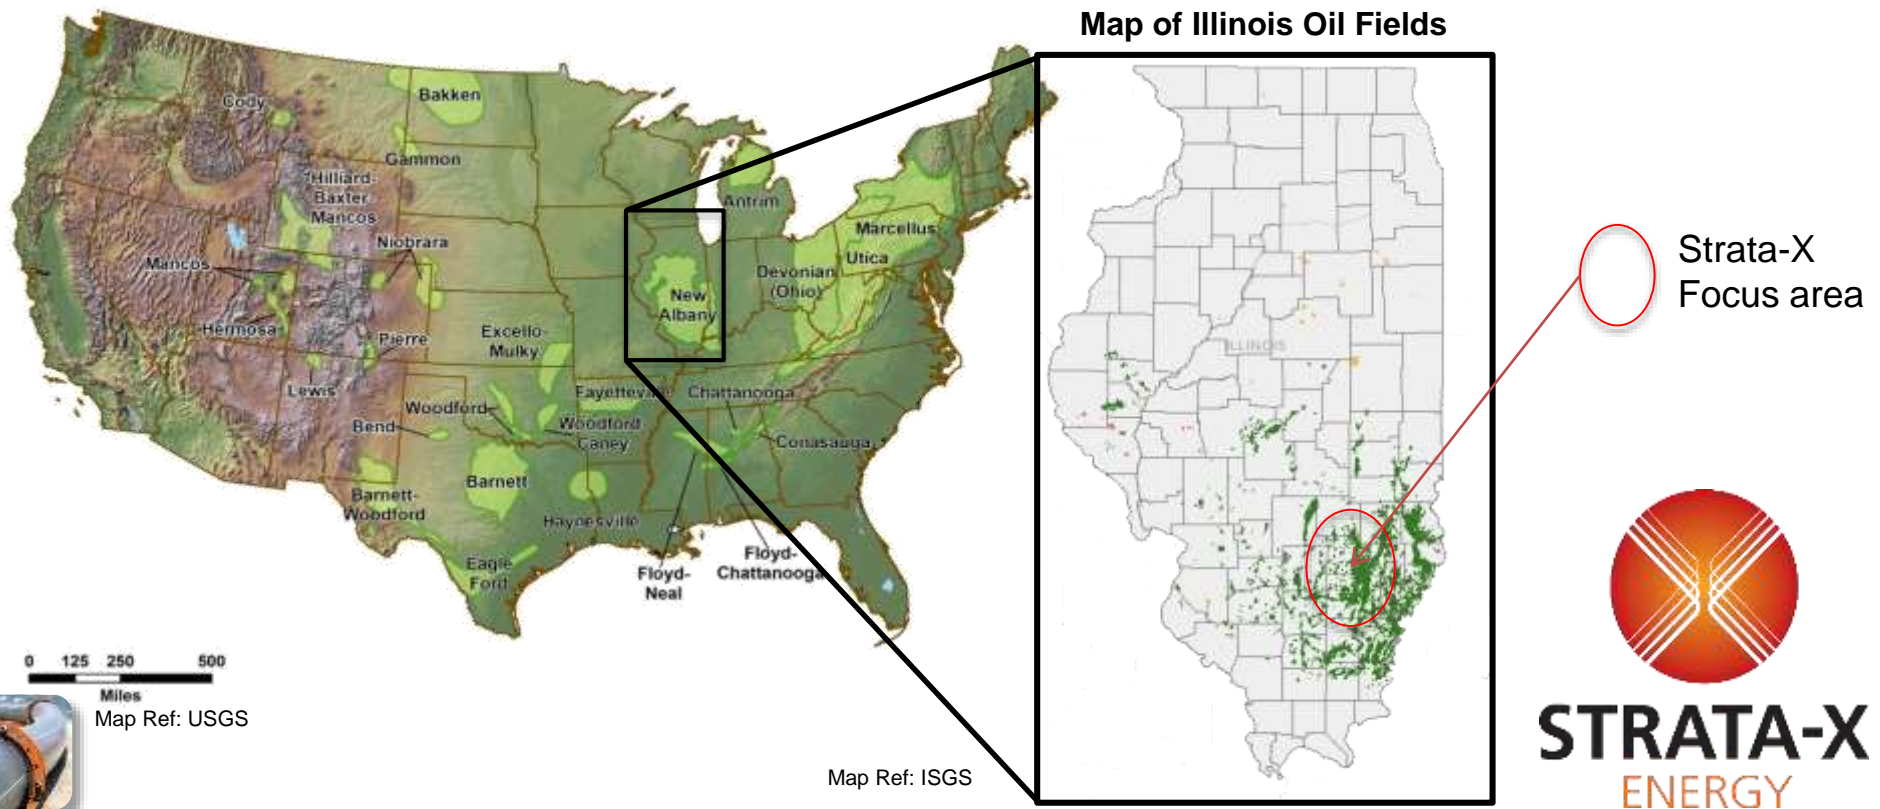 Map of Illinois Oil Fields
Cody
Bakken
Gammon
Hilliard-
Baxter-
Mancos
Antrim
Niobrara
Marcellus
Mancos
Utica
Devonian
(Ohio)
New
Albany
Hermosa
Pierre
Excello-
Mulky
Lewis
Fayetteville
Chattanooga
Woodford
Bend
Woodford
Caney
Conasauga
Barnett
Barnett-
Woodford
Haynesville
Eagle
Ford
Floyd-
Neal
Floyd-
Chattanooga
0 125 250 500
Miles
Map Ref: USGS
Map Ref: ISGS
ILLINOIS
Strata-X
Focus area
STRATA-X
ENERGY